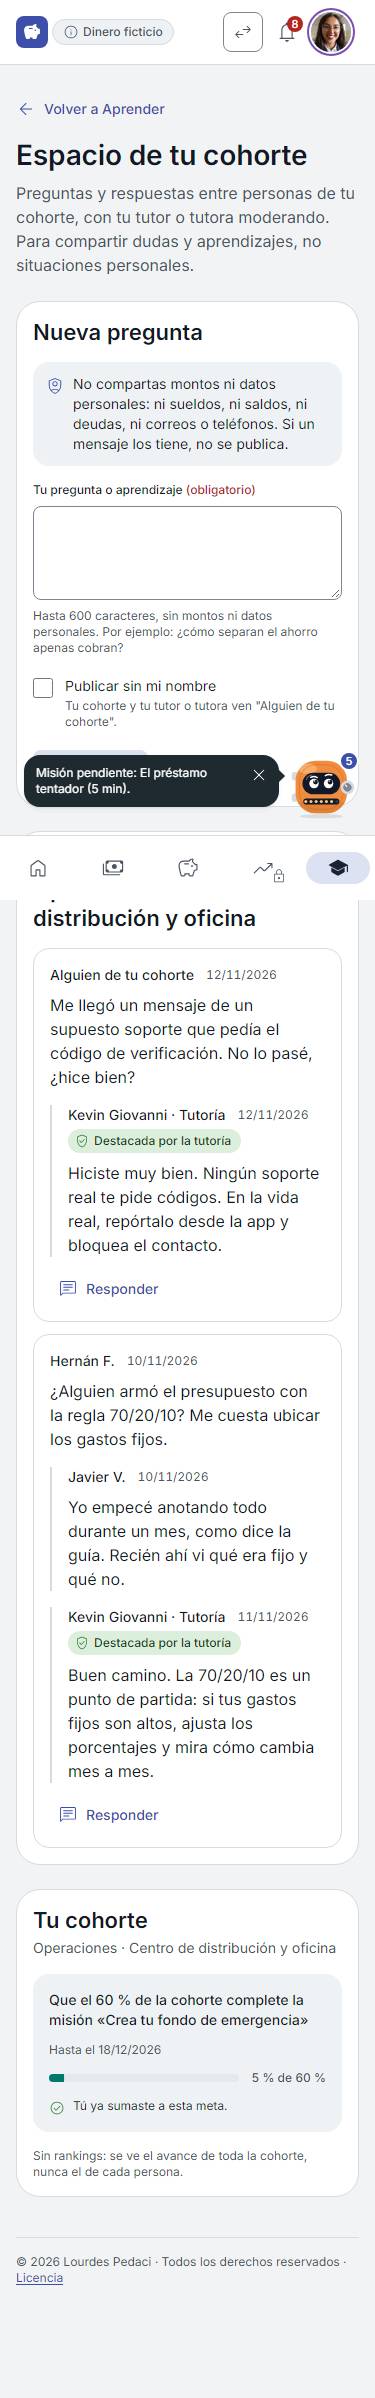 Dinero ficticio
8
Volver a Aprender
Espacio de tu cohorte
Preguntas y respuestas entre personas de tu
cohorte, con tu tutor o tutora moderando.
Para compartir dudas y aprendizajes, no
situaciones personales.
Nueva pregunta
No compartas montos ni datos
personales: ni sueldos, ni saldos, ni
deudas, ni correos o teléfonos. Si un
mensaje los tiene, no se publica.
Tu pregunta o aprendizaje (obligatorio)
Hasta 600 caracteres, sin montos ni datos
personales. Por ejemplo: ¿cómo separan el ahorro
apenas cobran?
Publicar sin mi nombre
Tu cohorte y tu tutor o tutora ven "Alguien de tu
cohorte".
Misión pendiente: El préstamo
tentador (5 min).
5
distribución y oficina
Alguien de tu cohorte 12/11/2026
Me llegó un mensaje de un
supuesto soporte que pedía el
código de verificación. No lo pasé,
¿hice bien?
Kevin Giovanni · Tutoría 12/11/2026
Destacada por la tutoría
Hiciste muy bien. Ningún soporte
real te pide códigos. En la vida
real, repórtalo desde la app y
bloquea el contacto.
Responder
Hernán F. 10/11/2026
¿Alguien armó el presupuesto con
la regla 70/20/10? Me cuesta ubicar
los gastos fijos.
Javier V. 10/11/2026
Yo empecé anotando todo
durante un mes, como dice la
guía. Recién ahí vi qué era fijo y
qué no.
Kevin Giovanni · Tutoría 11/11/2026
Destacada por la tutoría
Buen camino. La 70/20/10 es un
punto de partida: si tus gastos
fijos son altos, ajusta los
porcentajes y mira cómo cambia
mes a mes.
Responder
Tu cohorte
Operaciones · Centro de distribución y oficina
Que el 60 % de la cohorte complete la
misión «Crea tu fondo de emergencia»
Hasta el 18/12/2026
5 % de 60 %
Tú ya sumaste a esta meta.
Sin rankings: se ve el avance de toda la cohorte,
nunca el de cada persona.
© 2026 Lourdes Pedaci · Todos los derechos reservados ·
Licencia